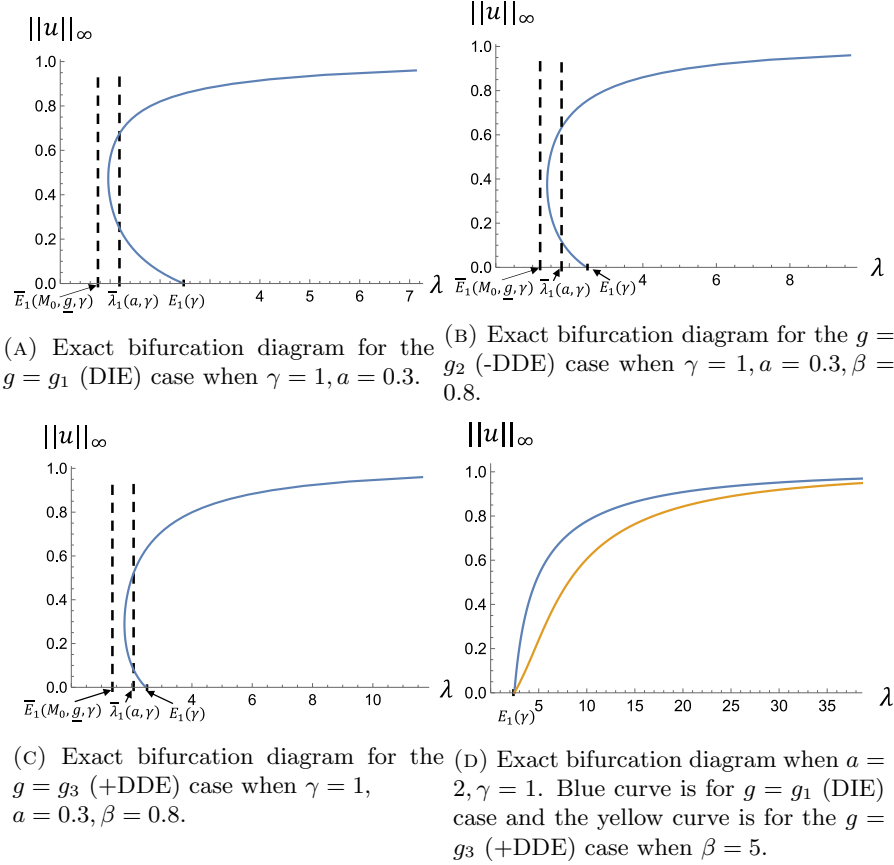 ||u||∞
1.0
0.8
0.6
0.4
0.2
0.0
4
2
6
7
λ
E̅₁(M₀, g̲, γ)
λ̅₁(a, γ)
E₁(γ)
(A) Exact bifurcation diagram for the
g = g₁ (DIE) case when γ = 1, a = 0.3.
||u||∞
1.0
0.8
0.6
0.4
0.2
0.0
4
6
8
λ
E̅₁(M₀, g̲, γ)
λ̅₁(a, γ)
E₁(γ)
(B) Exact bifurcation diagram for the g =
g₂ (-DDE) case when γ = 1, a = 0.3, β =
0.8.
||u||∞
1.0
0.8
0.6
0.4
0.2
0.0
4
6
8
10
λ
E̅₁(M₀, g̲, γ)
λ̅₁(a, γ)
E₁(γ)
(C) Exact bifurcation diagram for the
g = g₃ (+DDE) case when γ = 1,
a = 0.3, β = 0.8.
||u||∞
1.0
0.8
0.6
0.4
0.2
0.0
5
10
15
20
25
30
35
λ
E₁(γ)
(D) Exact bifurcation diagram when a =
2, γ = 1. Blue curve is for g = g₁ (DIE)
case and the yellow curve is for the g =
g₃ (+DDE) case when β = 5.